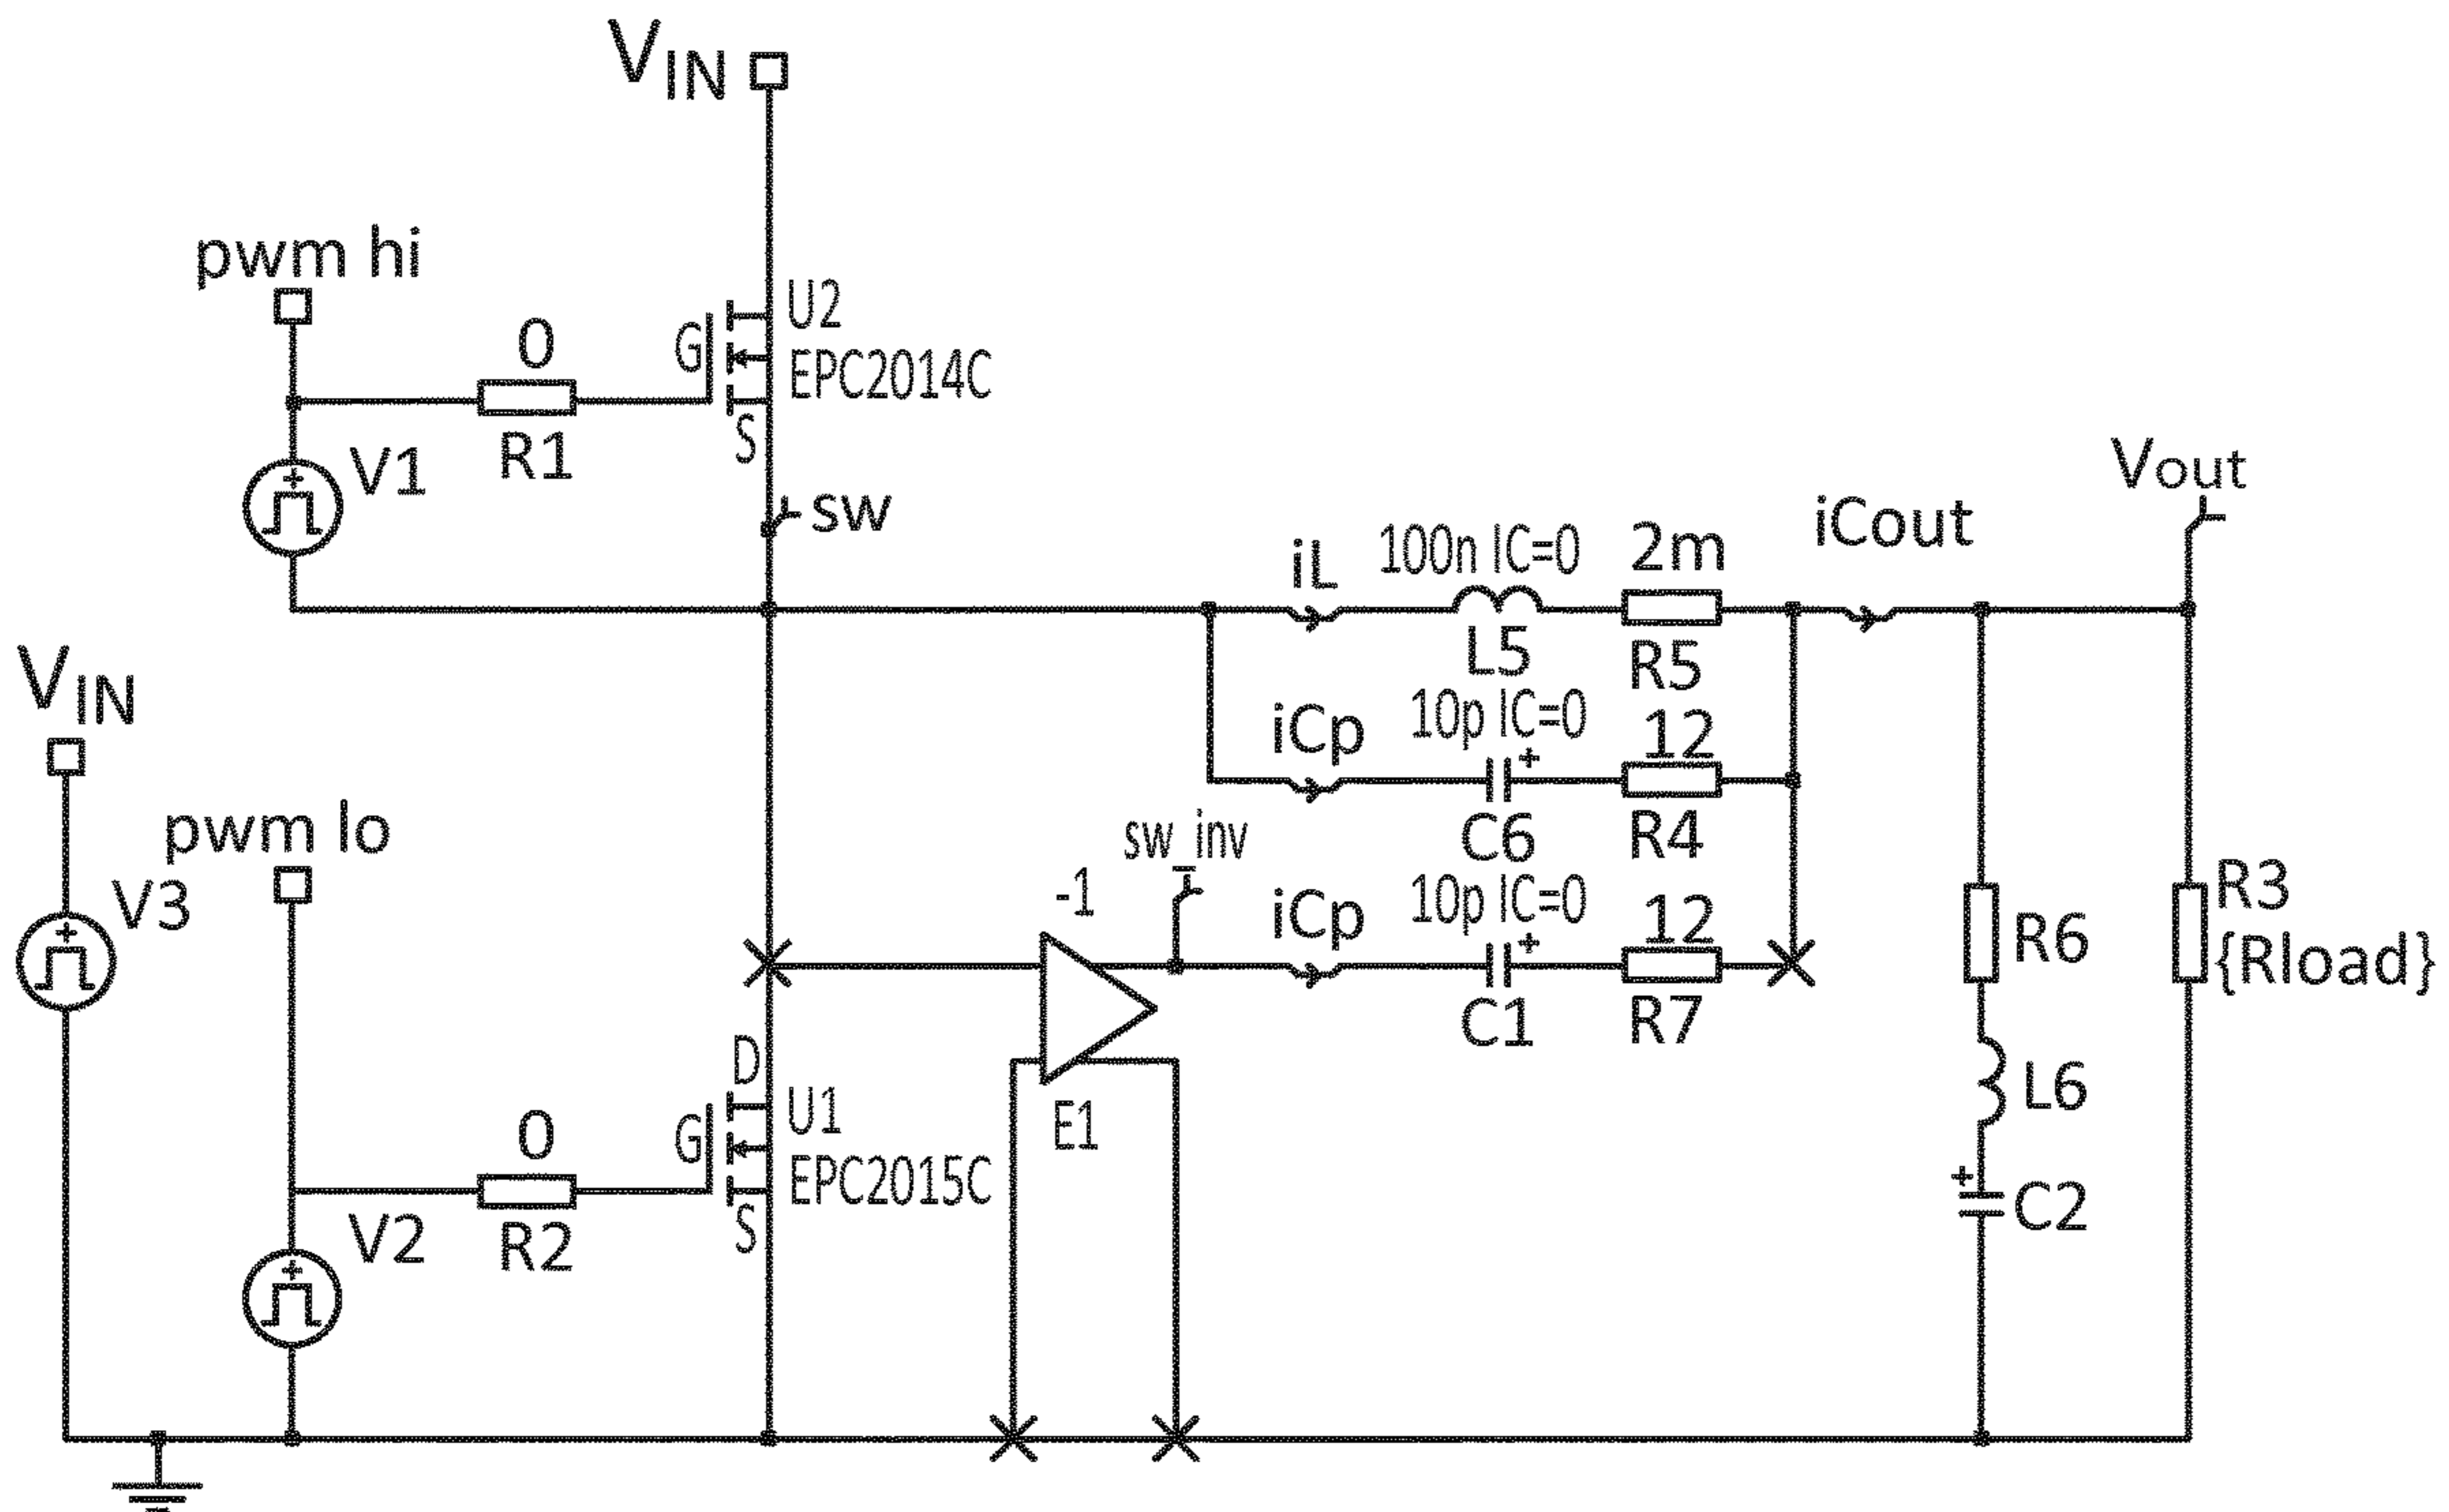 VIN
pwm hi
0
R1
V1
G
U2
EPC2014C
S
sw
VIN
V3
pwm lo
0
R2
V2
D
G
U1
EPC2015C
S
-1
E1
sw_inv
iL
100n IC=0
L5
2m
R5
iCp
10p IC=0
C6
12
R4
iCp
10p IC=0
C1
12
R7
iCout
Vout
R6
L6
C2
R3
{Rload}